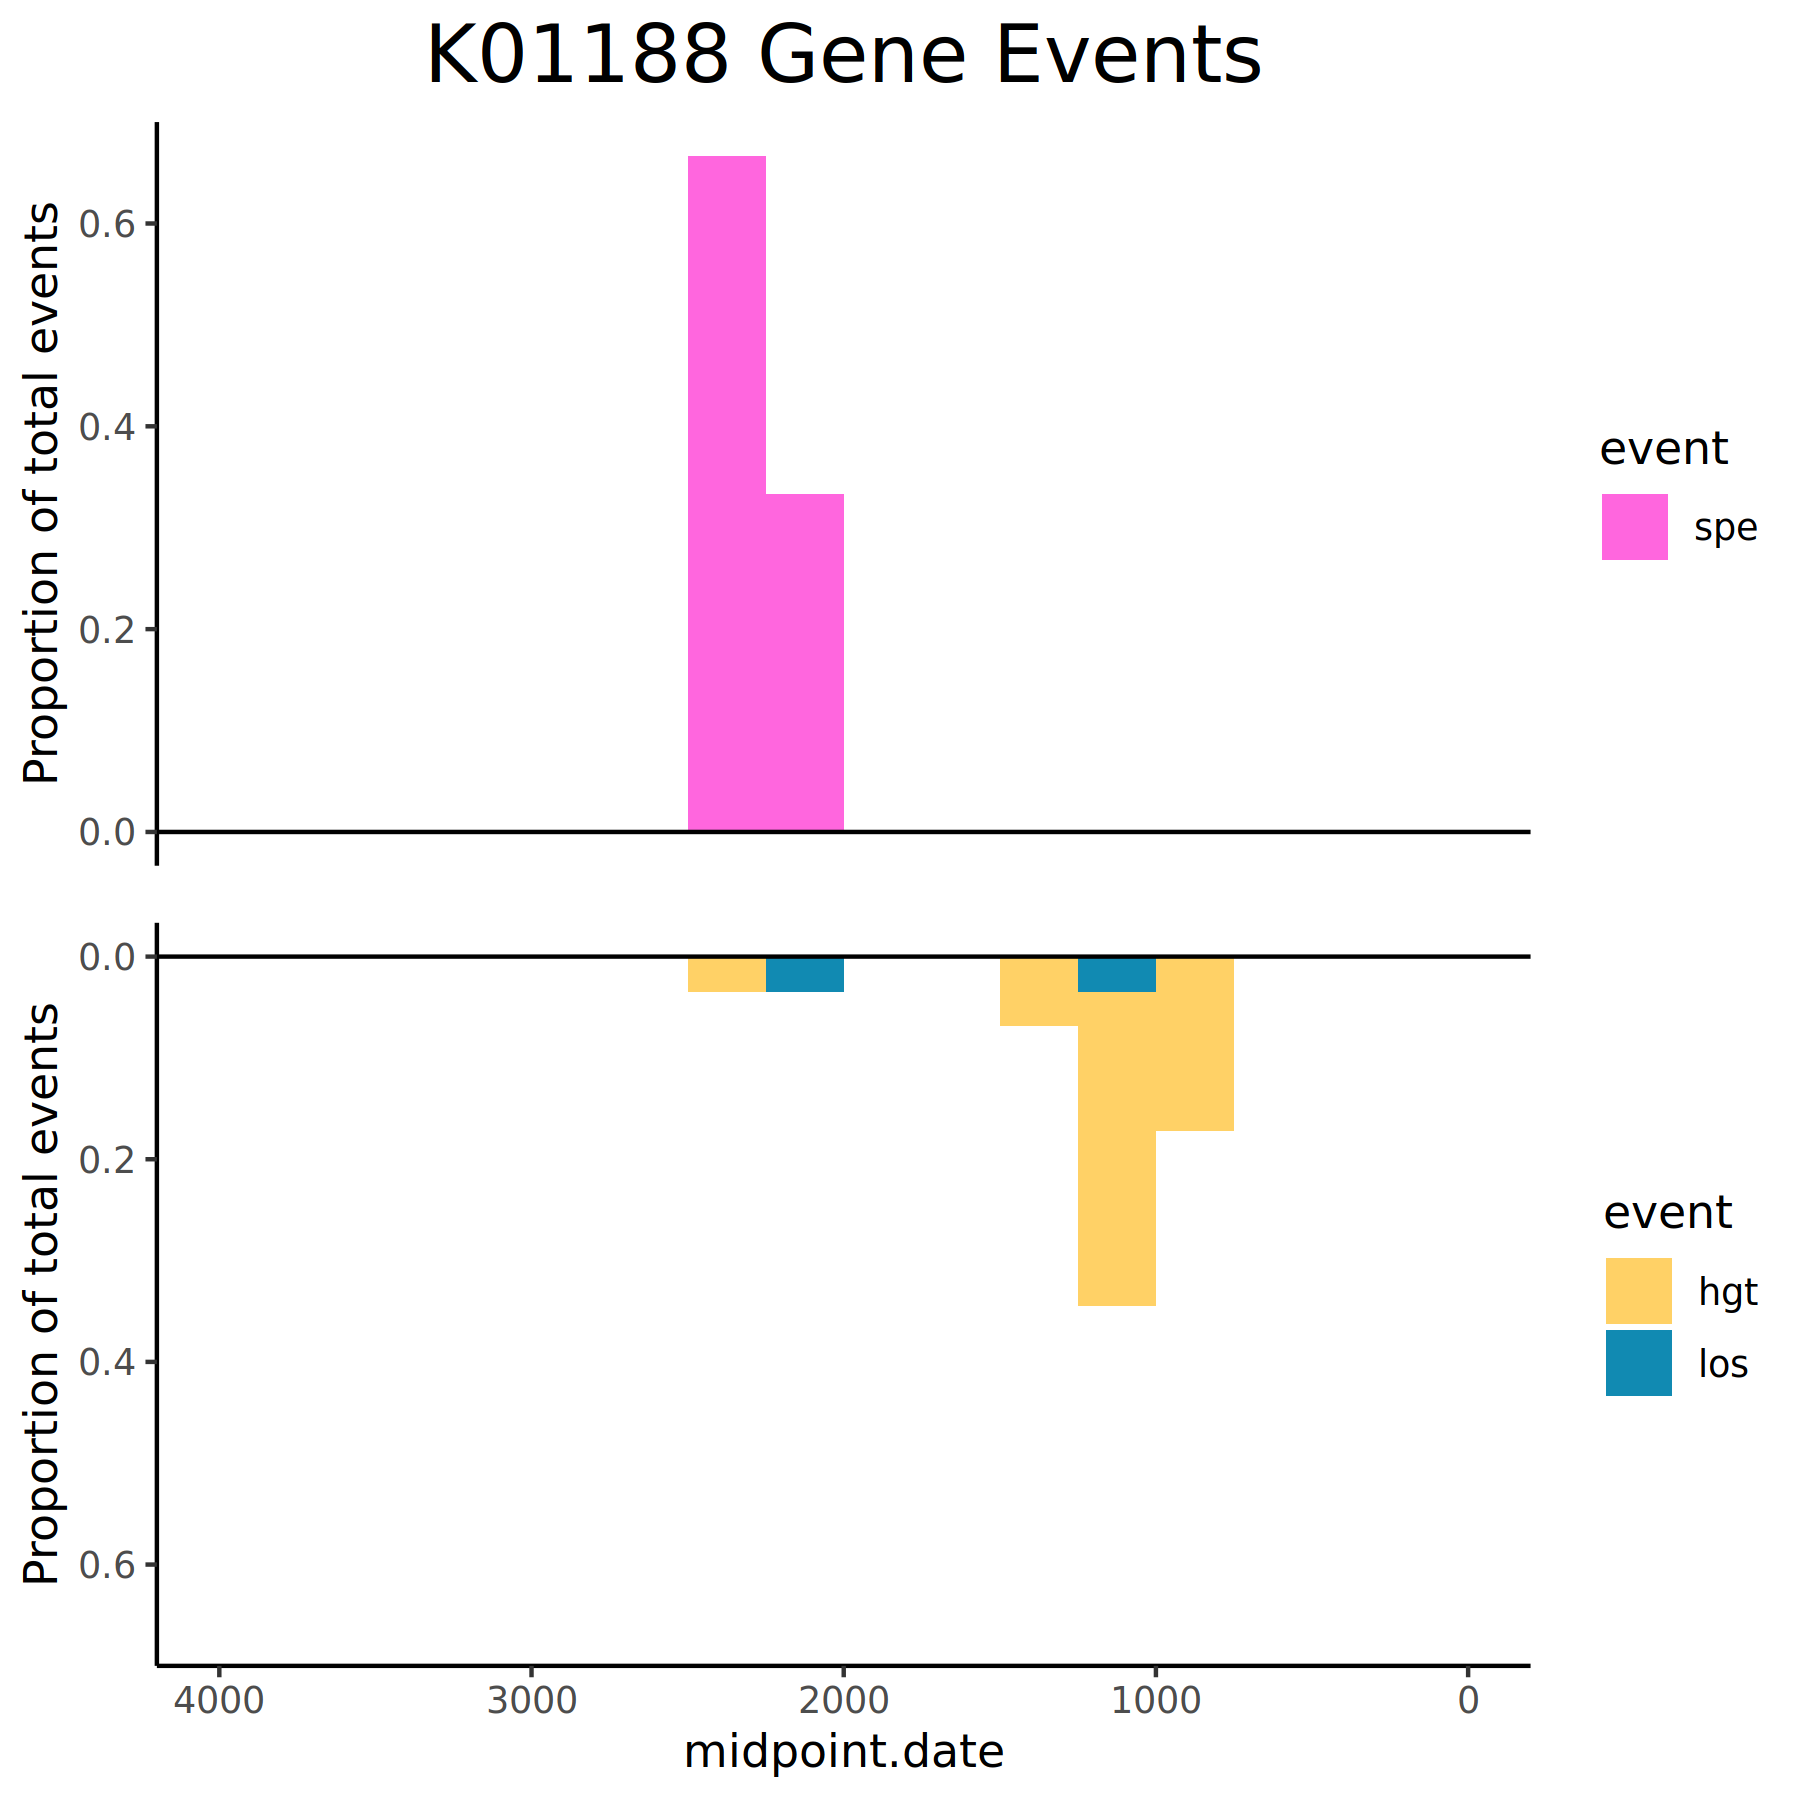 K01188 Gene Events
Proportion of total events
0.6
0.4
0.2
0.0
event
spe
Proportion of total events
0.0
0.2
0.4
0.6
event
hgt
los
4000 3000 2000 1000 0
midpoint.date